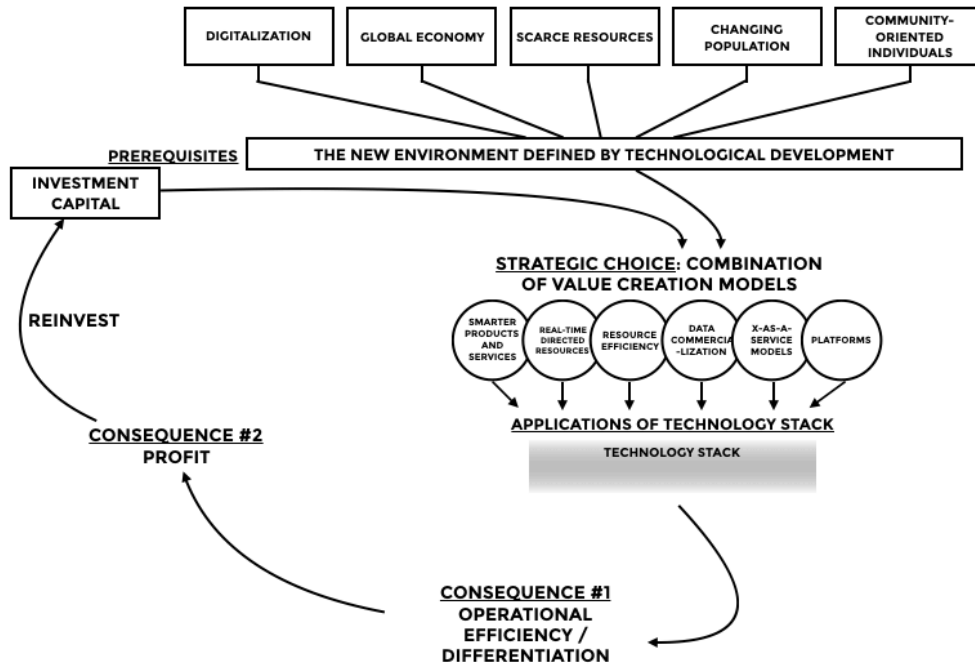 DIGITALIZATION
GLOBAL ECONOMY
SCARCE RESOURCES
CHANGING
POPULATION
COMMUNITY-
ORIENTED
INDIVIDUALS
PREREQUISITES
THE NEW ENVIRONMENT DEFINED BY TECHNOLOGICAL DEVELOPMENT
INVESTMENT
CAPITAL
STRATEGIC CHOICE: COMBINATION
OF VALUE CREATION MODELS
SMARTER
PRODUCTS
AND
SERVICES
REAL-TIME
DIRECTED
RESOURCES
RESOURCE
EFFICIENCY
DATA
COMMERCIA
-LIZATION
X-AS-A-
SERVICE
MODELS
PLATFORMS
REINVEST
APPLICATIONS OF TECHNOLOGY STACK
TECHNOLOGY STACK
CONSEQUENCE #2
PROFIT
CONSEQUENCE #1
OPERATIONAL
EFFICIENCY /
DIFFERENTIATION